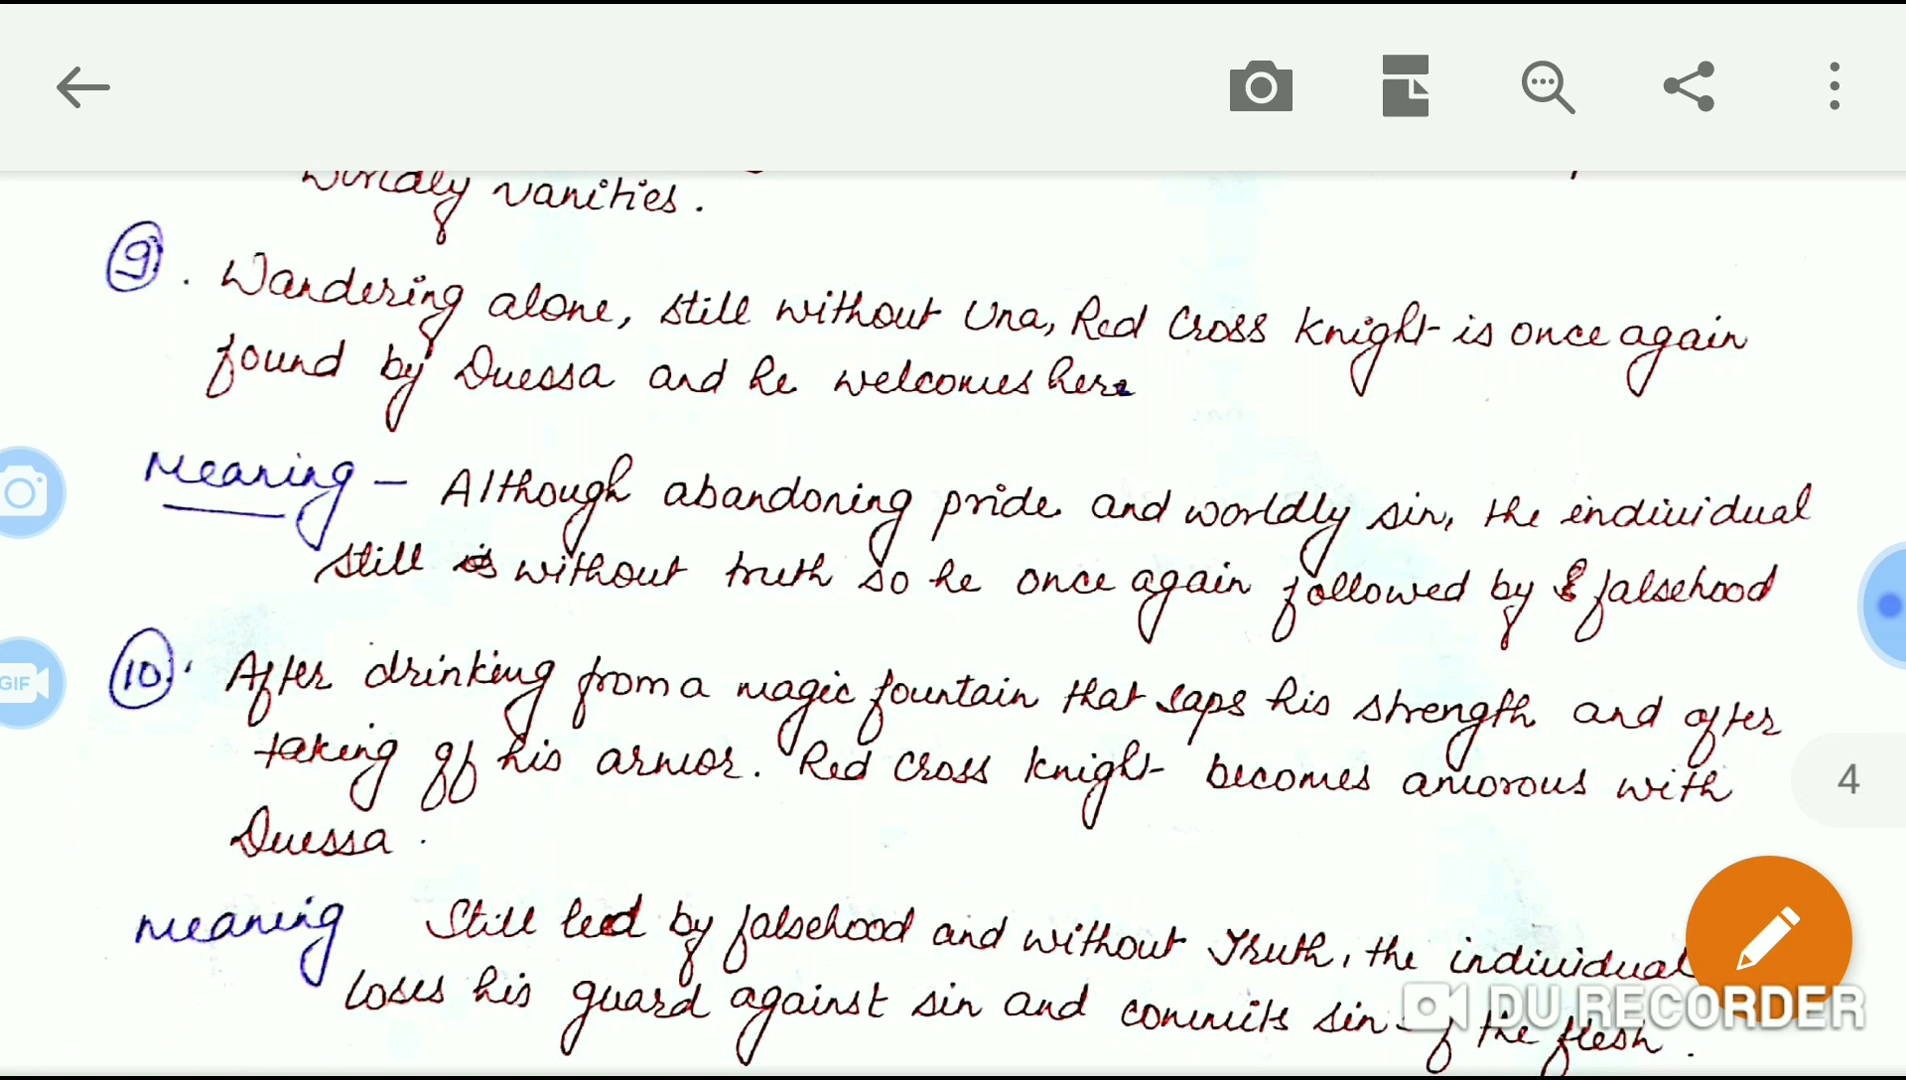 worldly vanities.
9. Wandering alone, still without Una, Red Cross Knight is once again
found by Duessa and he welcomes her
Meaning - Although abandoning pride and worldly sin, the individual
still is without truth so he once again followed by falsehood
10. After drinking from a magic fountain that saps his strength and after
taking off his armor. Red Cross Knight becomes amorous with
Duessa.
Meaning Still led by falsehood and without Truth, the individual
loses his guard against sin and commits sin of the flesh.
GIF
4
DU RECORDER